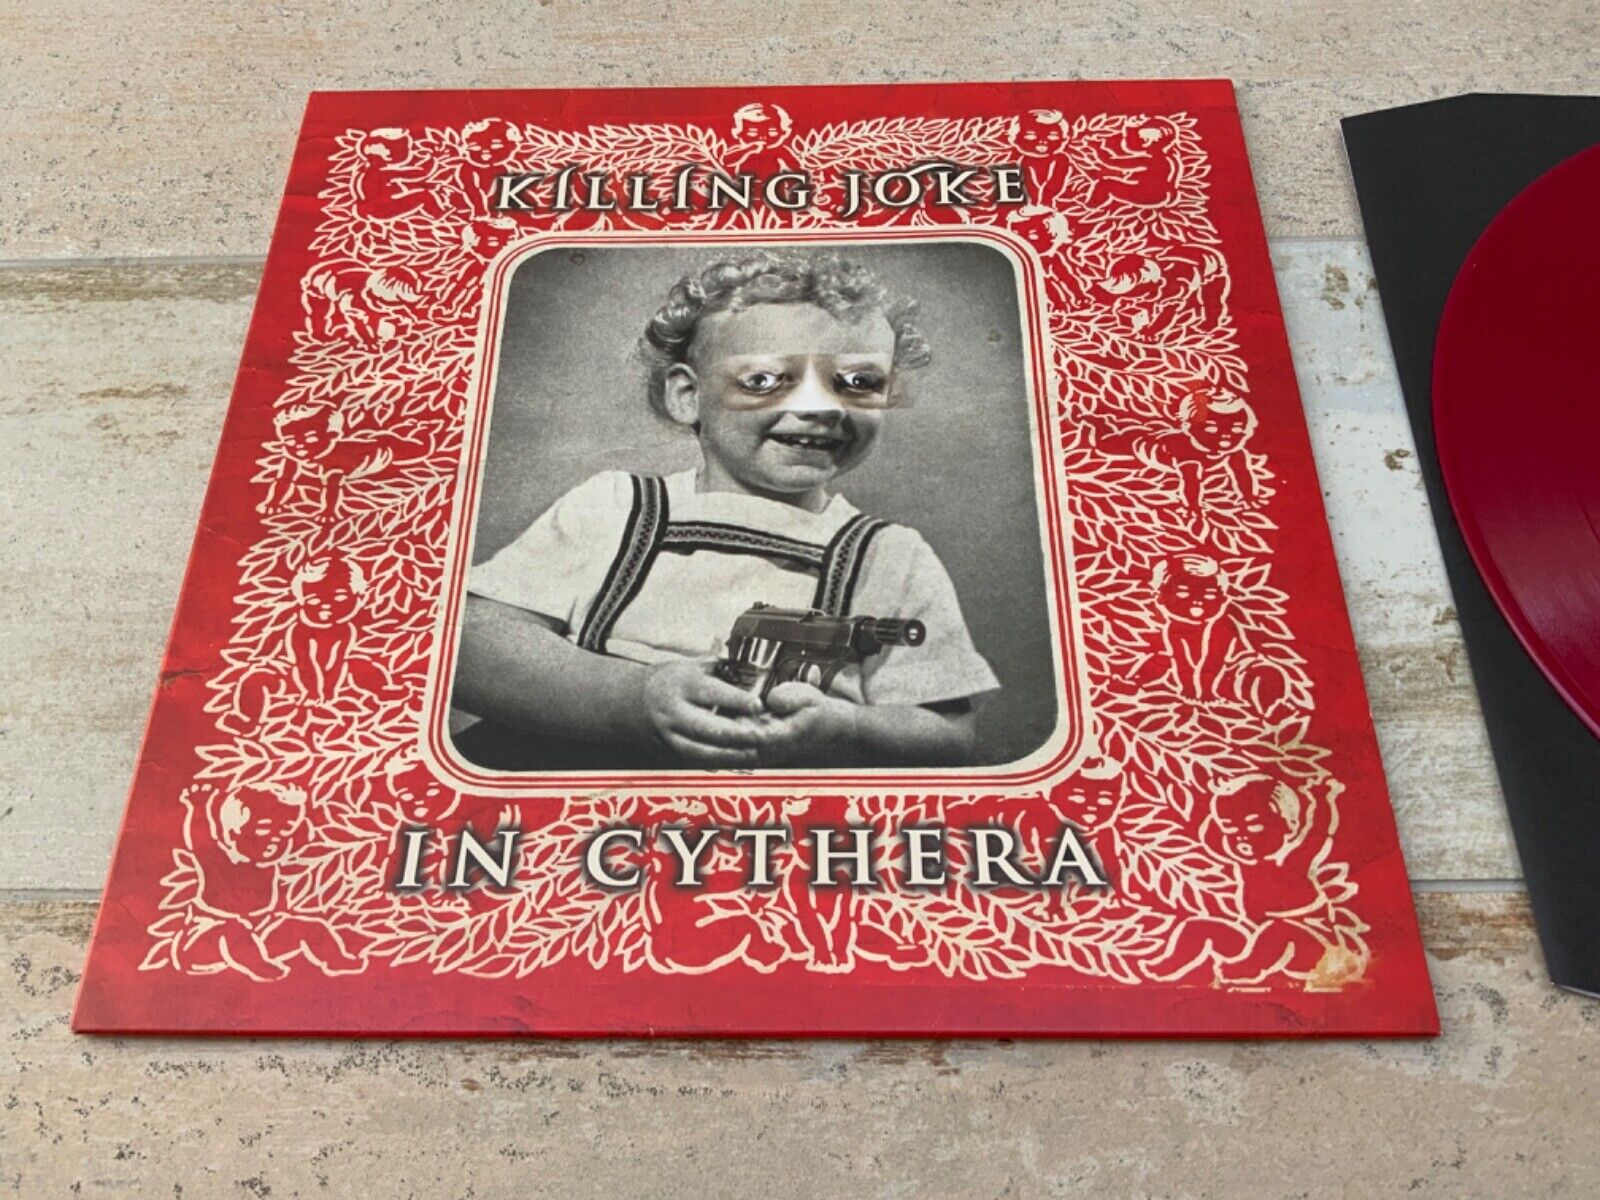 KILLING JOKE
IN CYTHERA